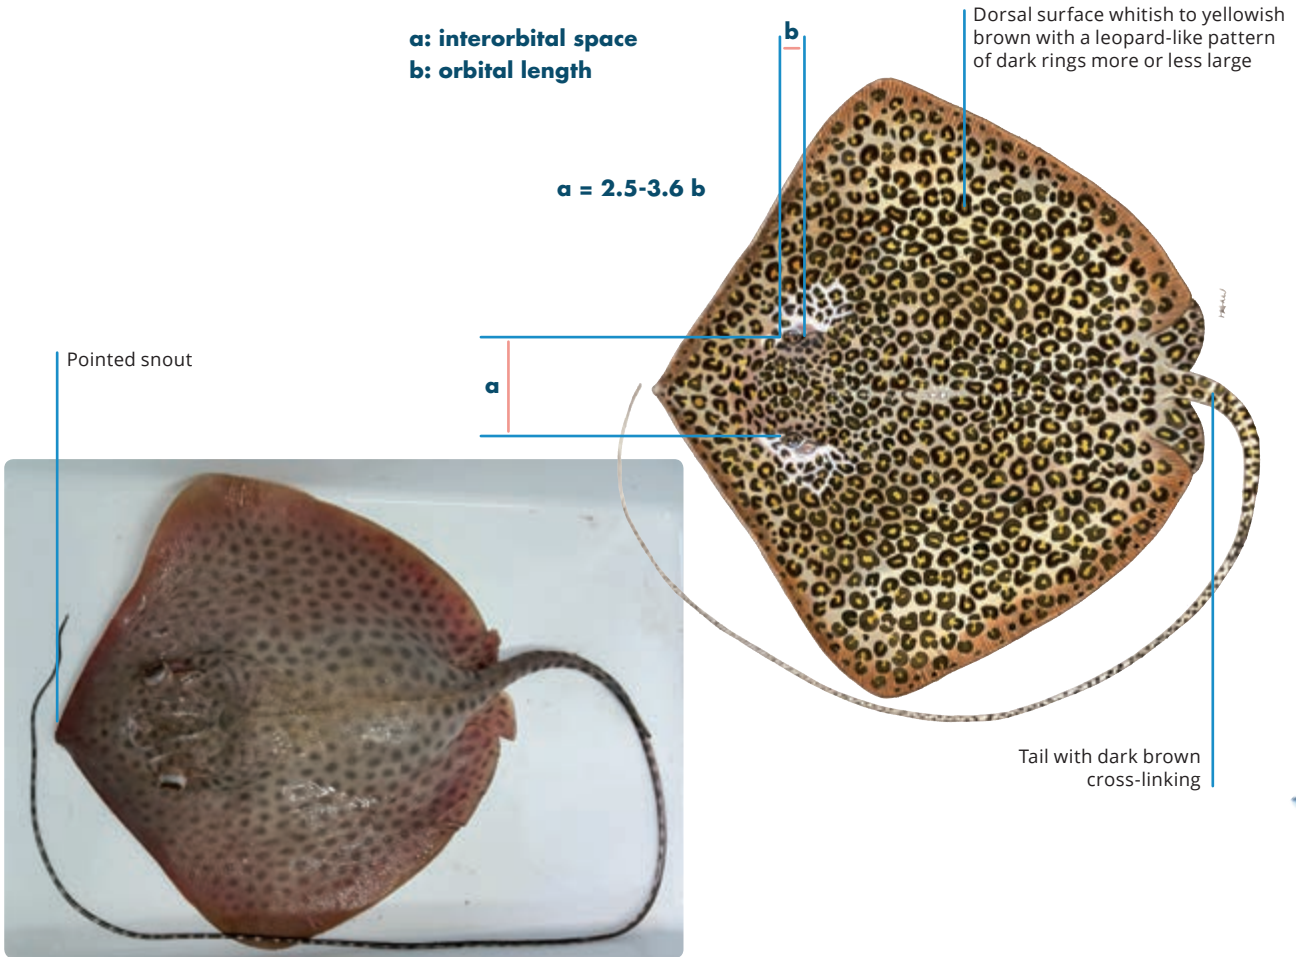 a: interorbital space
b: orbital length
b
Dorsal surface whitish to yellowish
brown with a leopard-like pattern
of dark rings more or less large
a = 2.5-3.6 b
Pointed snout
a
Tail with dark brown
cross-linking